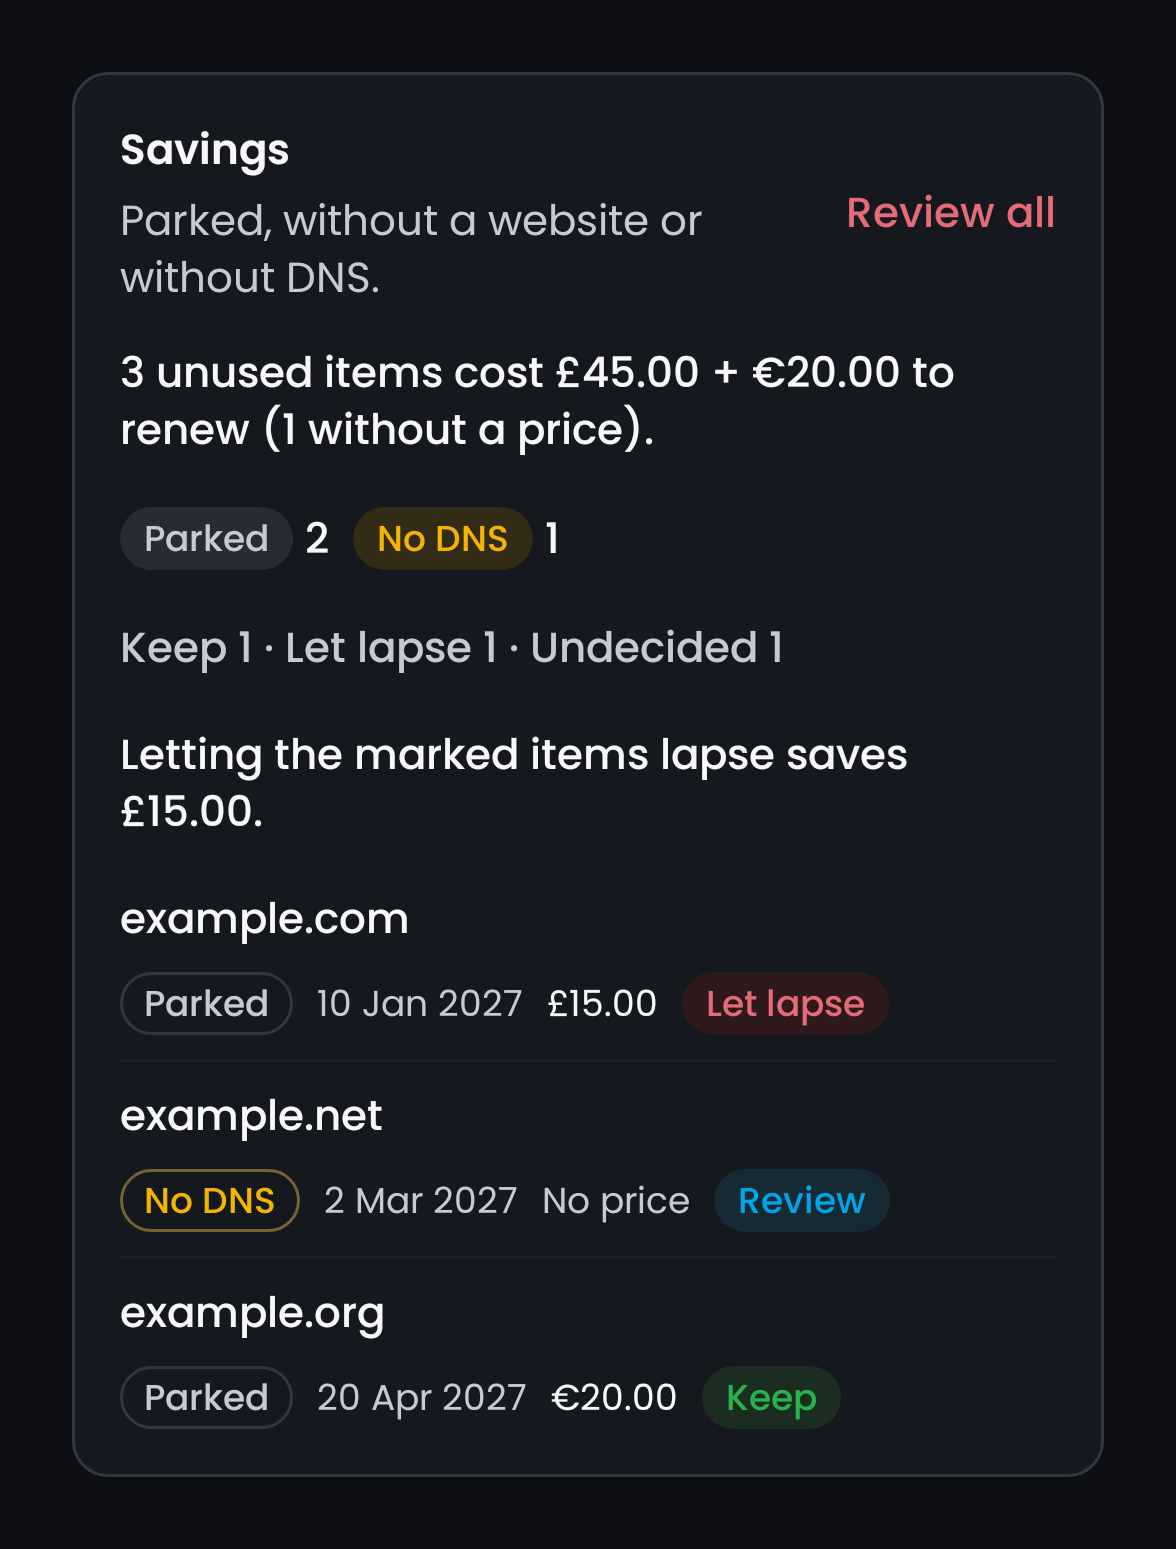 Savings
Parked, without a website or
without DNS.
Review all
3 unused items cost £45.00 + €20.00 to
renew (1 without a price).
Parked 2 No DNS 1
Keep 1 · Let lapse 1 · Undecided 1
Letting the marked items lapse saves
£15.00.
example.com
Parked 10 Jan 2027 £15.00 Let lapse
example.net
No DNS 2 Mar 2027 No price Review
example.org
Parked 20 Apr 2027 €20.00 Keep